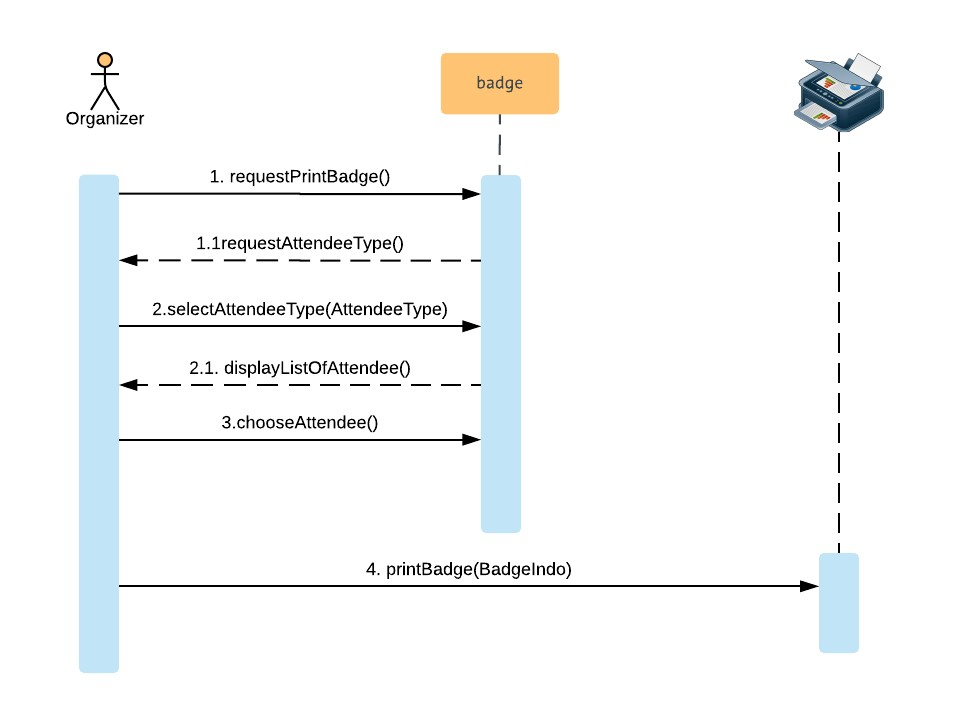 badge
Organizer
1. requestPrintBadge()
1.1requestAttendeeType()
2.selectAttendeeType(AttendeeType)
2.1. displayListOfAttendee()
3.chooseAttendee()
4. printBadge(BadgeIndo)